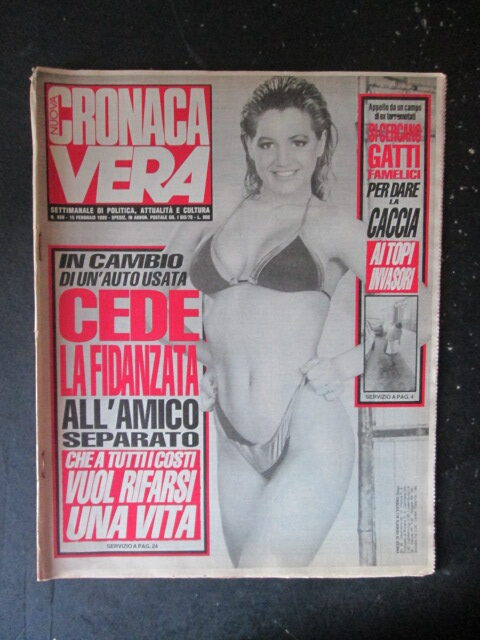 NUOVA
CRONACA
VERA
SETTIMANALE DI POLITICA, ATTUALITÀ E CULTURA
IN CAMBIO
DI UN'AUTO USATA
CEDE
LA FIDANZATA
ALL'AMICO
SEPARATO
CHE A TUTTI I COSTI
VUOL RIFARSI
UNA VITA
SERVIZIO A PAG. 24
Appello da un campo
di ex terremotati
SI CERCANO
GATTI
FAMELICI
PER DARE
LA
CACCIA
AI TOPI
INVASORI
SERVIZIO A PAG. 4